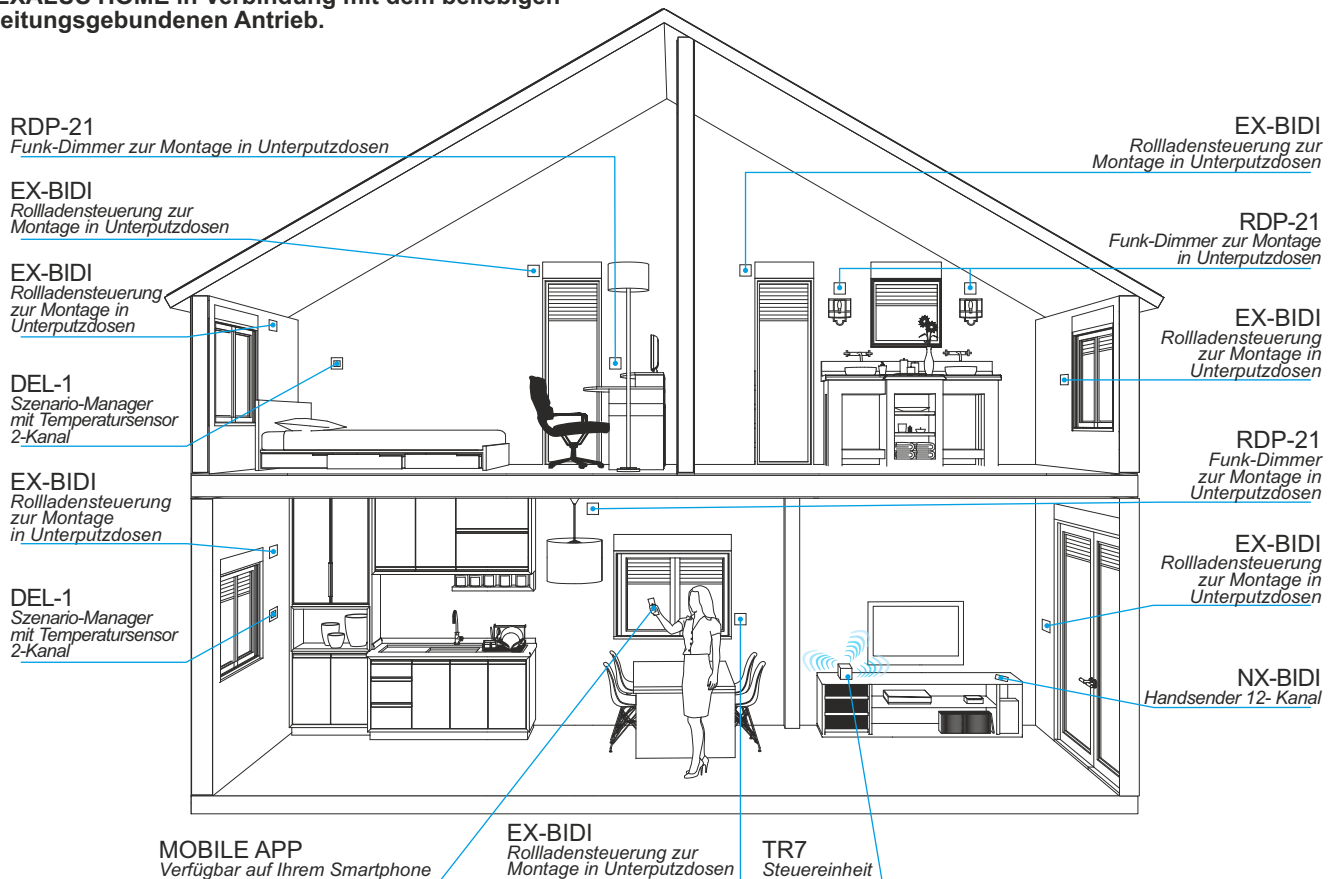 EXALUS HOME in Verbindung mit dem beliebigen
leitungsgebundenen Antrieb.
RDP-21
Funk-Dimmer zur Montage in Unterputzdosen
EX-BIDI
Rollladensteuerung zur
Montage in Unterputzdosen
EX-BIDI
Rollladensteuerung
zur Montage in
Unterputzdosen
DEL-1
Szenario-Manager
mit Temperatursensor
2-Kanal
EX-BIDI
Rollladensteuerung
zur Montage
in Unterputzdosen
DEL-1
Szenario-Manager
mit Temperatursensor
2-Kanal
EX-BIDI
Rollladensteuerung zur
Montage in Unterputzdosen
RDP-21
Funk-Dimmer zur Montage
in Unterputzdosen
EX-BIDI
Rollladensteuerung
zur Montage in
Unterputzdosen
RDP-21
Funk-Dimmer
zur Montage in
Unterputzdosen
EX-BIDI
Rollladensteuerung
zur Montage in
Unterputzdosen
NX-BIDI
Handsender 12- Kanal
MOBILE APP
Verfügbar auf Ihrem Smartphone
EX-BIDI
Rollladensteuerung zur
Montage in Unterputzdosen
TR7
Steuereinheit